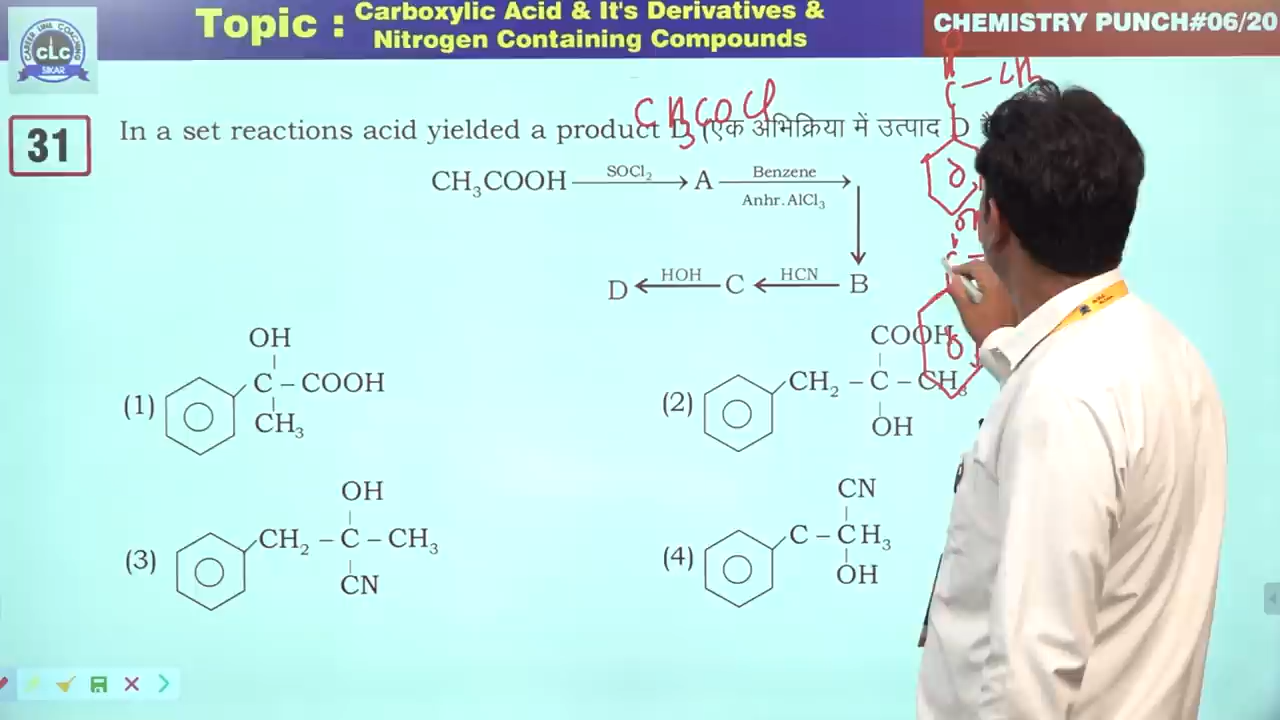 Topic : Carboxylic Acid & It's Derivatives &
Nitrogen Containing Compounds
CHEMISTRY PUNCH#06/20
CLC
SIKAR
CH₃COCl
31
In a set reactions acid yielded a product D (एक अभिक्रिया में उत्पाद D
CH₃COOH SOCl₂ A Benzene
Anhr.AlCl₃
D HOH C HCN B
(1) OH
C – COOH
CH₃
(2) COOH
CH₂ – C – CH₃
OH
(3) OH
CH₂ – C – CH₃
CN
(4) CN
C – CH₃
OH
O
C – CH
OH
C –